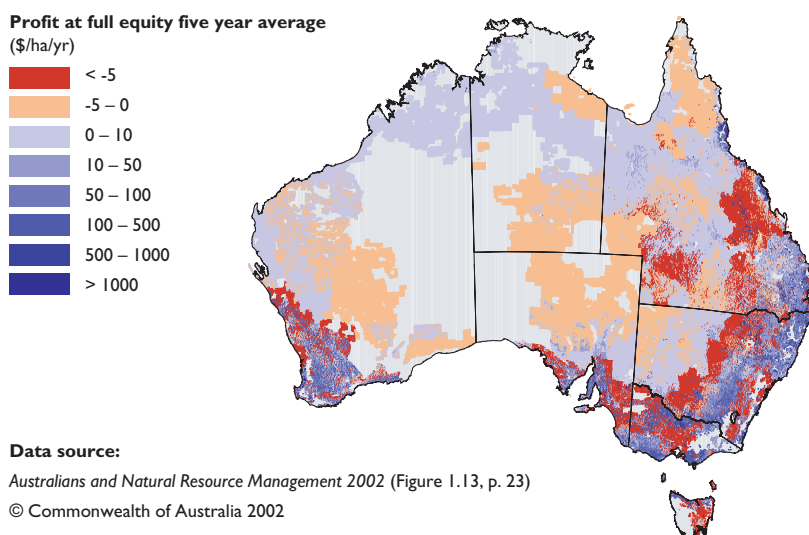 Profit at full equity five year average
($/ha/yr)
< -5
-5 – 0
0 – 10
10 – 50
50 – 100
100 – 500
500 – 1000
> 1000
Data source:
Australians and Natural Resource Management 2002 (Figure 1.13, p. 23)
© Commonwealth of Australia 2002